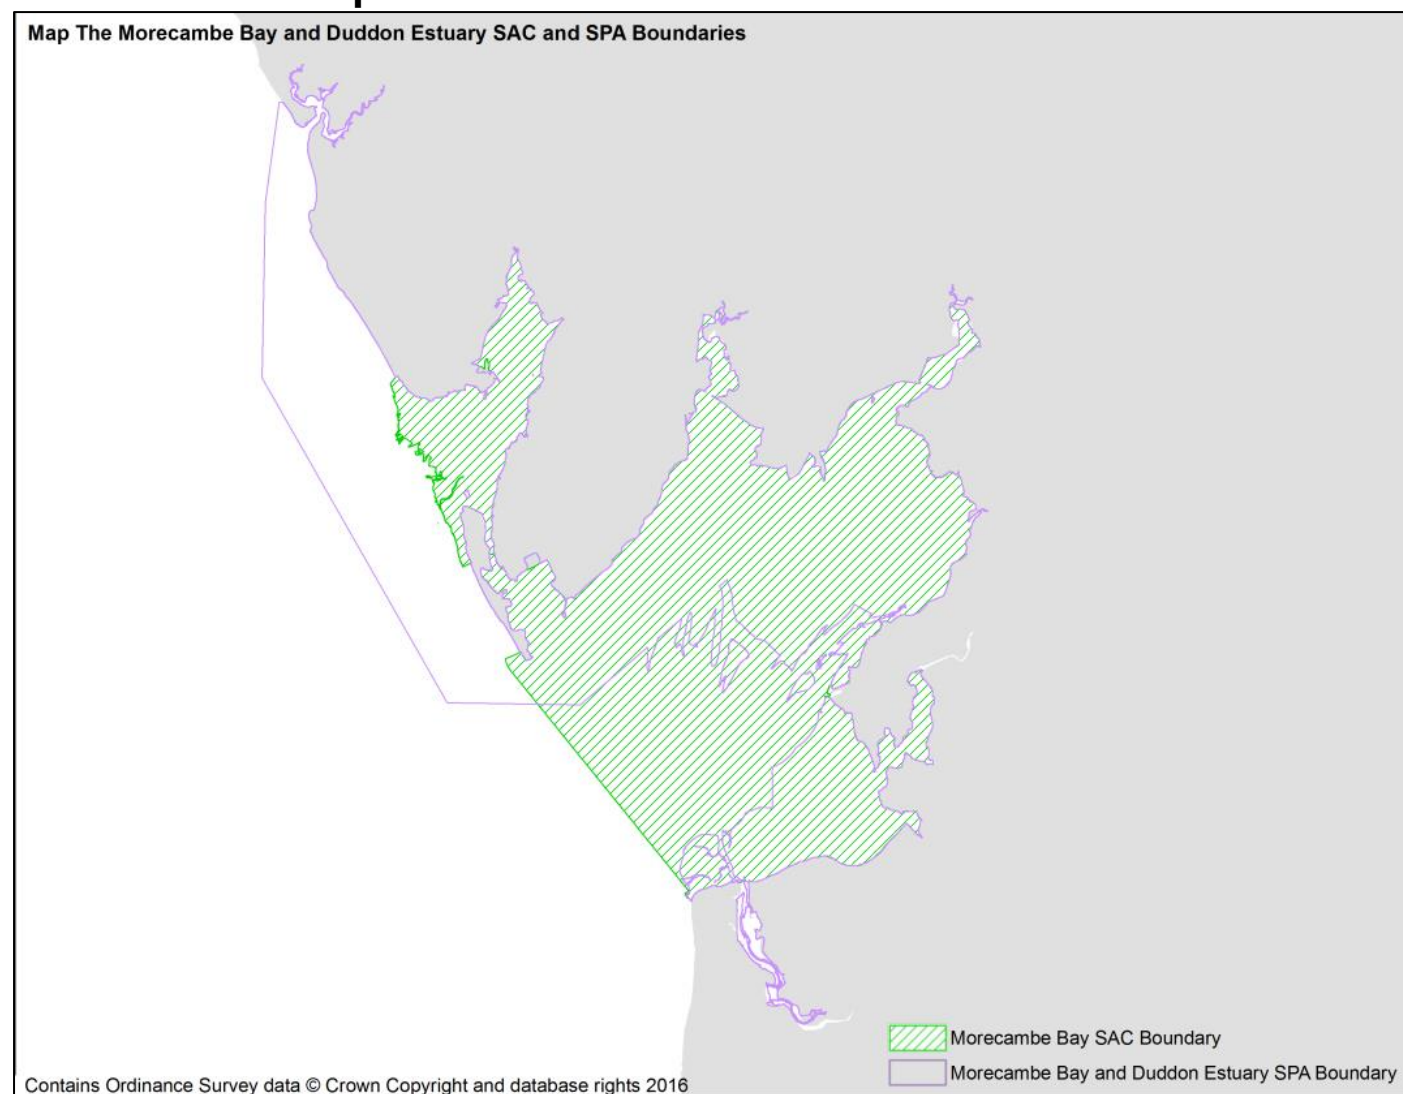 Map The Morecambe Bay and Duddon Estuary SAC and SPA Boundaries
Morecambe Bay SAC Boundary
Morecambe Bay and Duddon Estuary SPA Boundary
Contains Ordinance Survey data © Crown Copyright and database rights 2016